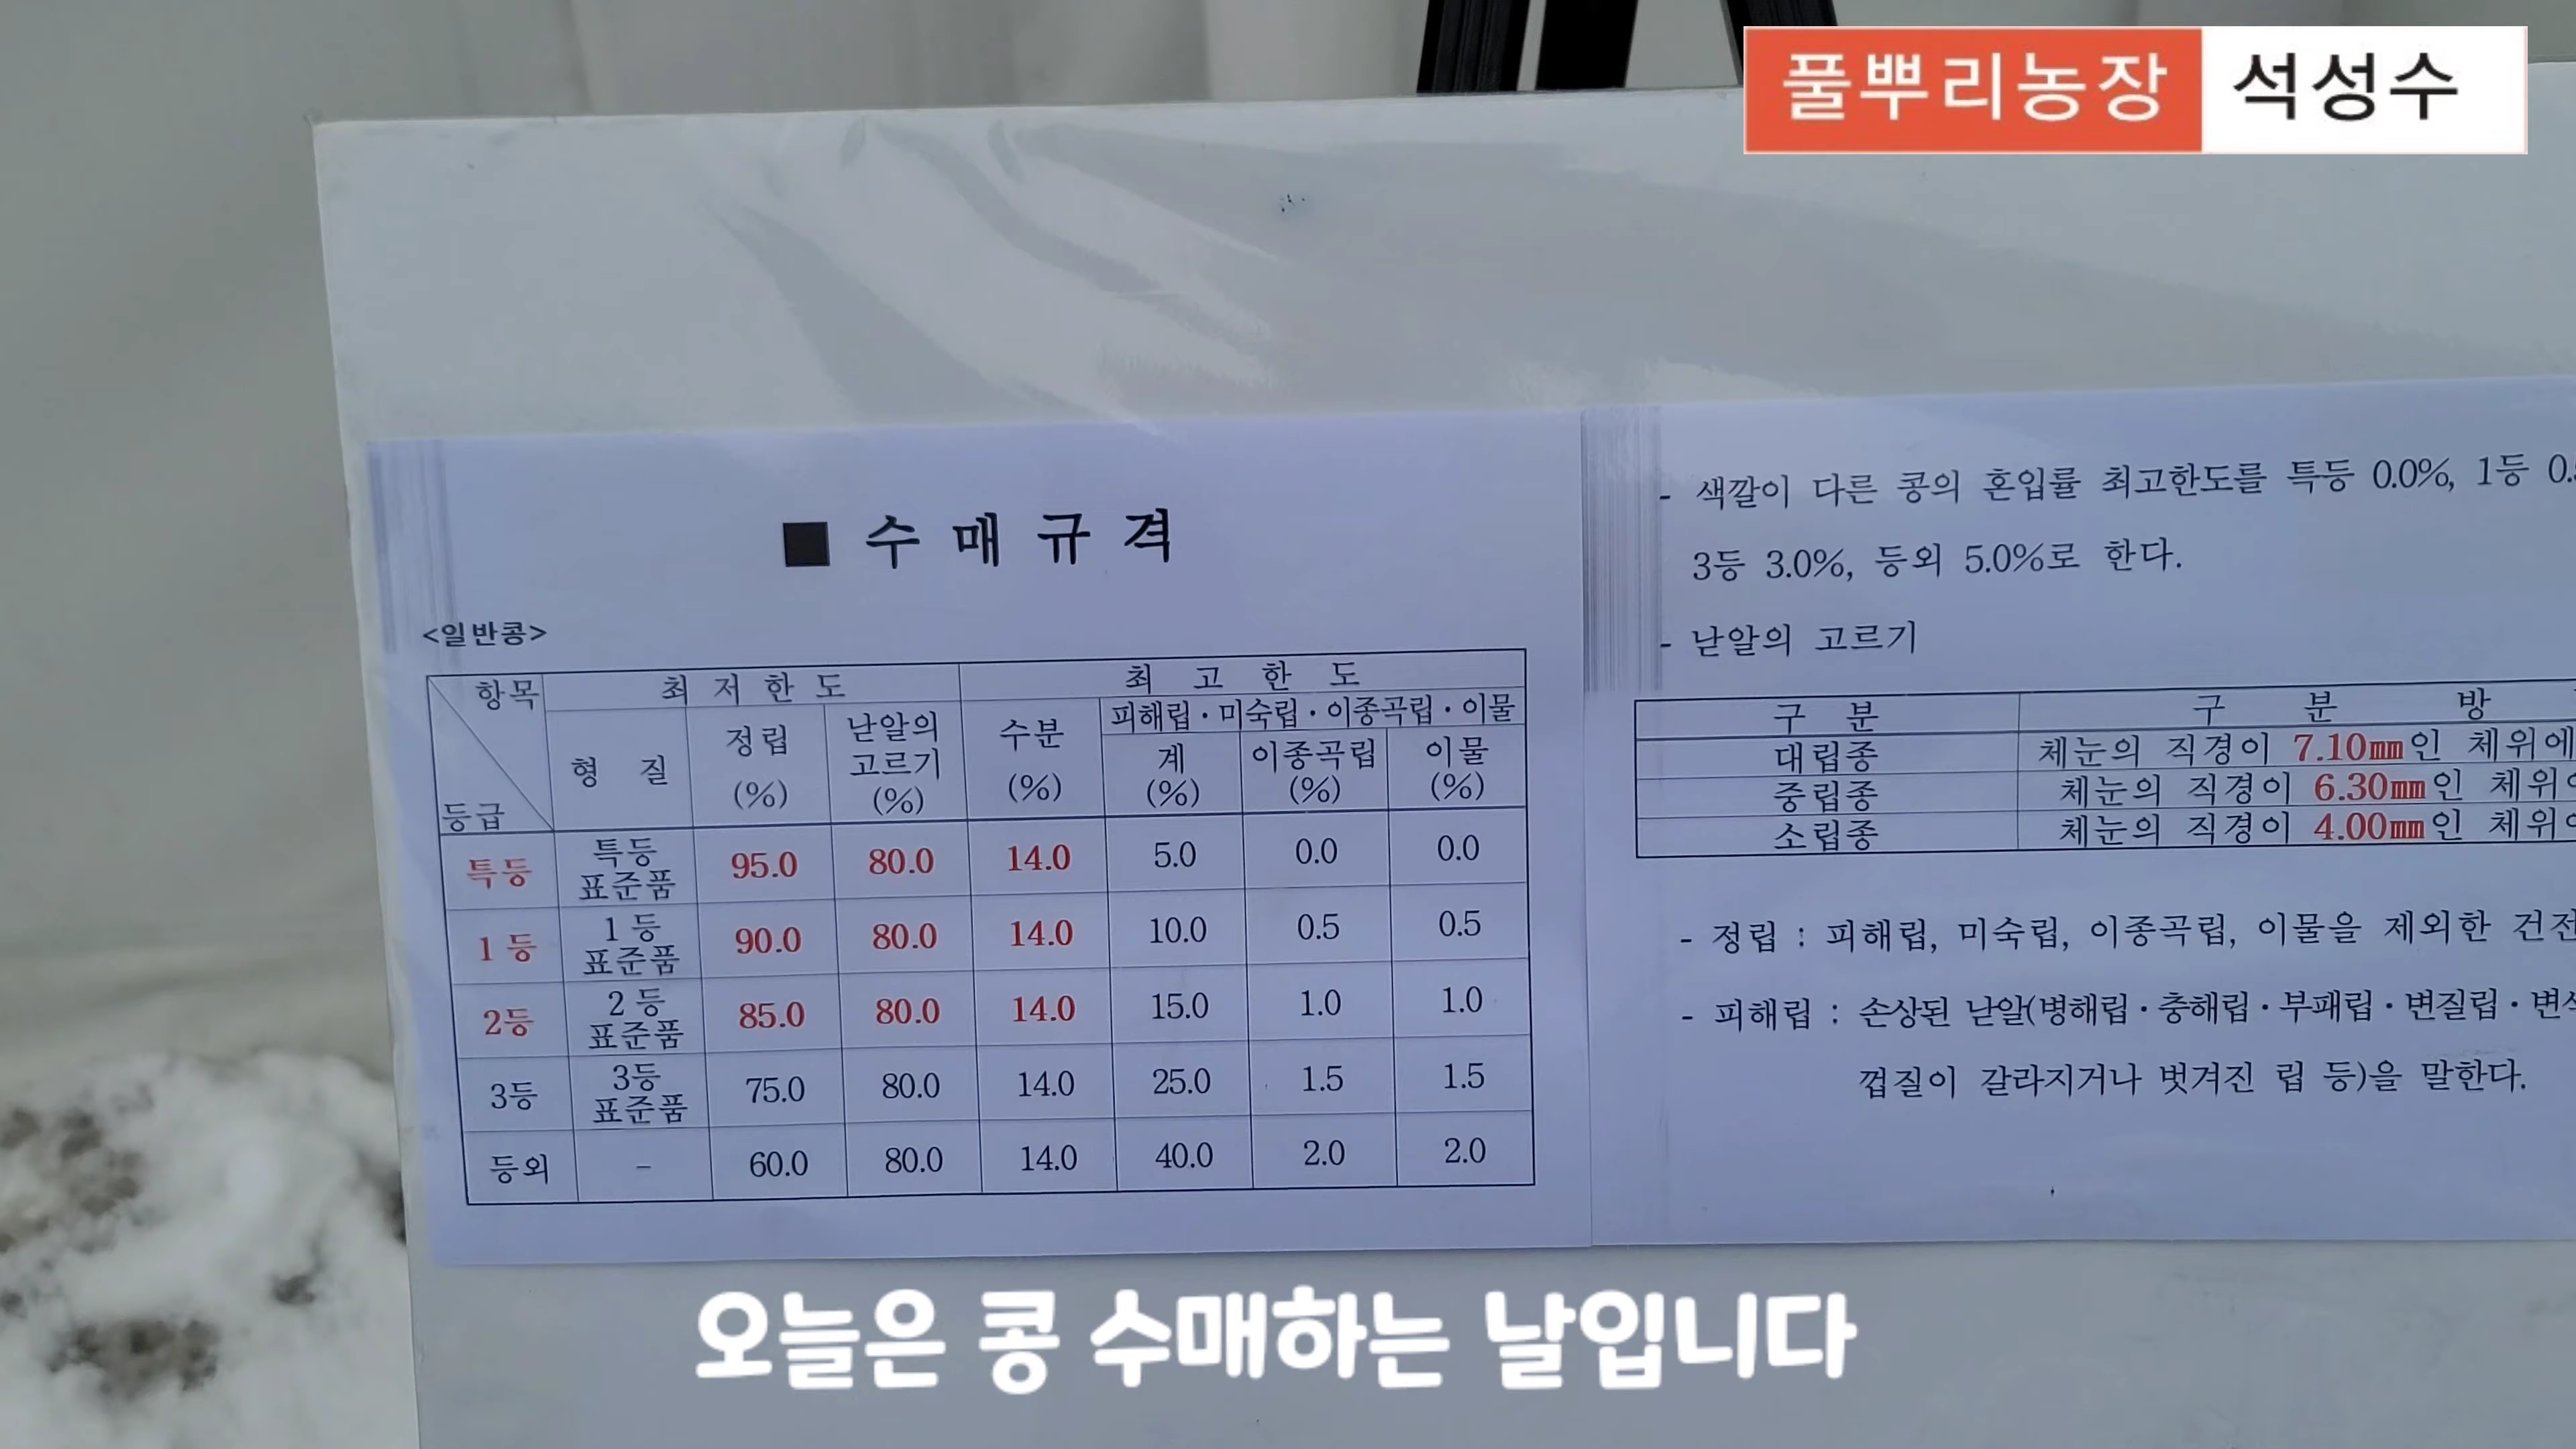 풀뿌리농장 석성수
■ 수 매 규 격
<일반콩>
항목 최 저 한 도 최 고 한 도
등급 형 질 정립 (%) 낟알의 고르기 (%) 수분 (%) 피해립·미숙립·이종곡립·이물
계 (%) 이종곡립 (%) 이물 (%)
특등 특등 표준품 95.0 80.0 14.0 5.0 0.0 0.0
1등 1등 표준품 90.0 80.0 14.0 10.0 0.5 0.5
2등 2등 표준품 85.0 80.0 14.0 15.0 1.0 1.0
3등 3등 표준품 75.0 80.0 14.0 25.0 1.5 1.5
등외 - 60.0 80.0 14.0 40.0 2.0 2.0
- 색깔이 다른 콩의 혼입률 최고한도를 특등 0.0%, 1등
3등 3.0%, 등외 5.0%로 한다.
- 낟알의 고르기
구 분 구 분 방
대립종 체눈의 직경이 7.10㎜인 체위에
중립종 체눈의 직경이 6.30㎜인 체위에
소립종 체눈의 직경이 4.00㎜인 체위에
- 정립 : 피해립, 미숙립, 이종곡립, 이물을 제외한 건전
- 피해립 : 손상된 낟알(병해립·충해립·부패립·변질립·
껍질이 갈라지거나 벗겨진 립 등)을 말한다.
오늘은 콩 수매하는 날입니다